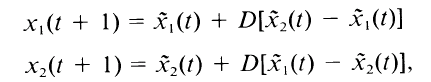 x₁(t + 1) = x̃₁(t) + D[x̃₂(t) − x̃₁(t)]
x₂(t + 1) = x̃₂(t) + D[x̃₁(t) − x̃₂(t)],